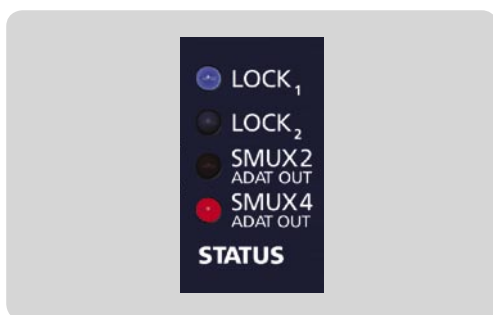 LOCK₁
LOCK₂
SMUX2
ADAT OUT
SMUX4
ADAT OUT
STATUS